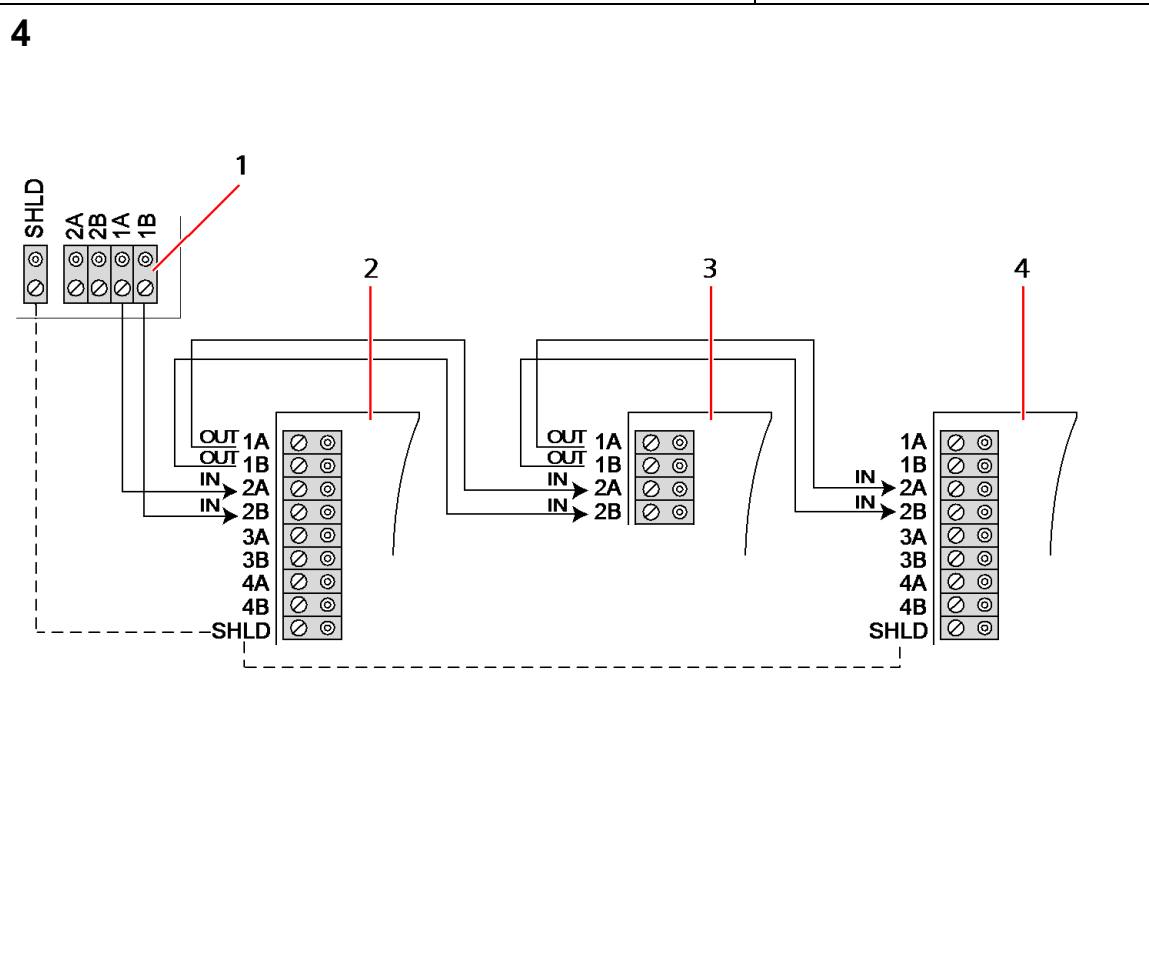 4
1
SHLD
2A
2B
1A
1B
2
3
4
OUT 1A
OUT 1B
IN 2A
IN 2B
3A
3B
4A
4B
SHLD
OUT 1A
OUT 1B
IN 2A
IN 2B
1A
1B
IN 2A
IN 2B
3A
3B
4A
4B
SHLD